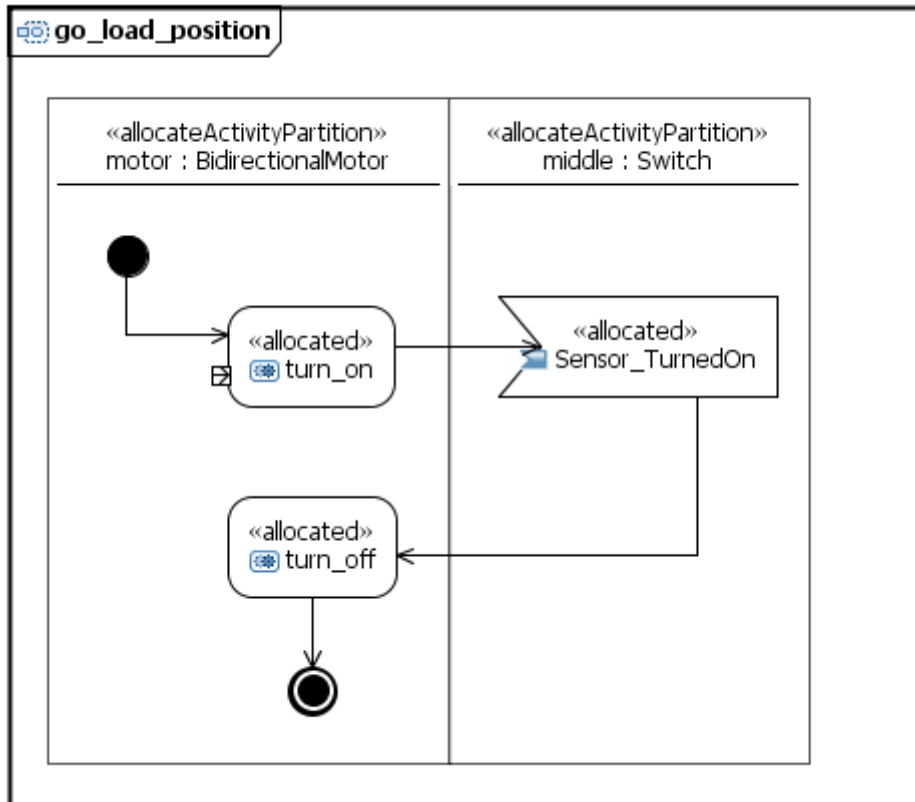 go_load_position
«allocateActivityPartition»
motor : BidirectionalMotor
«allocateActivityPartition»
middle : Switch
«allocated»
turn_on
«allocated»
Sensor_TurnedOn
«allocated»
turn_off